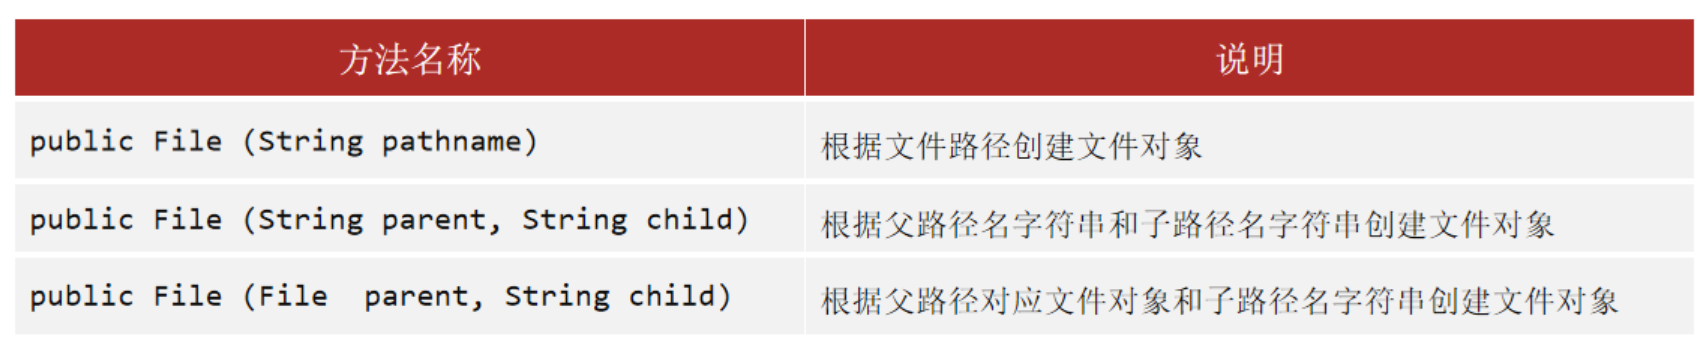 方法名称 说明
public File (String pathname) 根据文件路径创建文件对象
public File (String parent, String child) 根据父路径名字符串和子路径名字符串创建文件对象
public File (File  parent, String child) 根据父路径对应文件对象和子路径名字符串创建文件对象